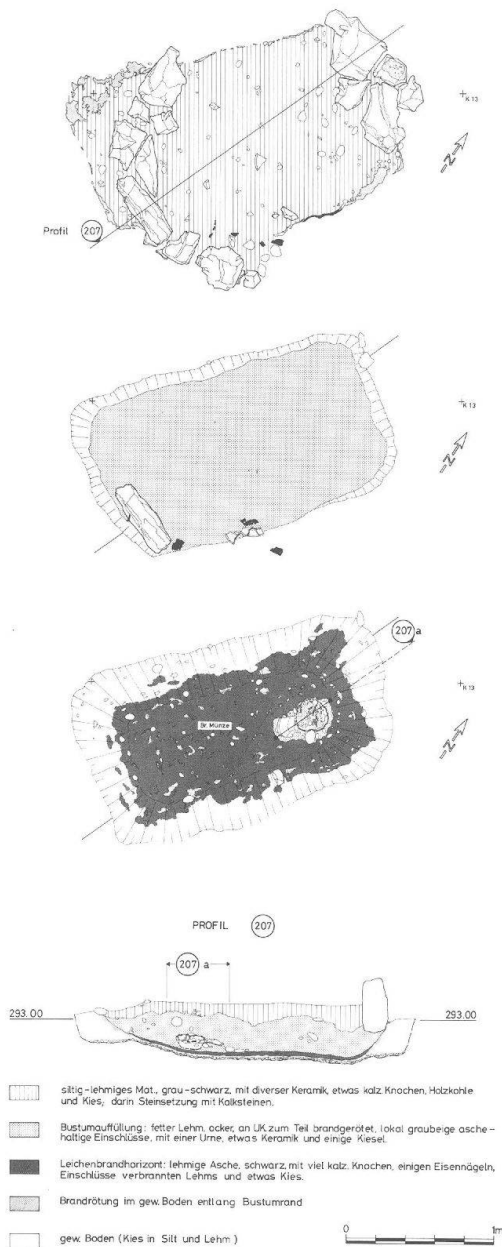 K 13
-N-
Profil 207
K 13
-N-
207 a
K 13
Br. Münze
-N-
PROFIL 207
207 a
293.00 293.00
siltig-lehmiges Mat., grau-schwarz, mit diverser Keramik, etwas kalz. Knochen, Holzkohle
und Kies; darin Steinsetzung mit Kalksteinen.
Bustumauffüllung: fetter Lehm, ocker, an UK zum Teil brandgerötet, lokal graubeige asche-
haltige Einschlüsse, mit einer Urne, etwas Keramik und einige Kiesel.
Leichenbrandhorizont: lehmige Asche, schwarz, mit viel kalz. Knochen, einigen Eisennägeln,
Einschlüsse verbrannten Lehms und etwas Kies.
Brandrötung im gew. Boden entlang Bustumrand
gew. Boden (Kies in Silt und Lehm)
0 1m